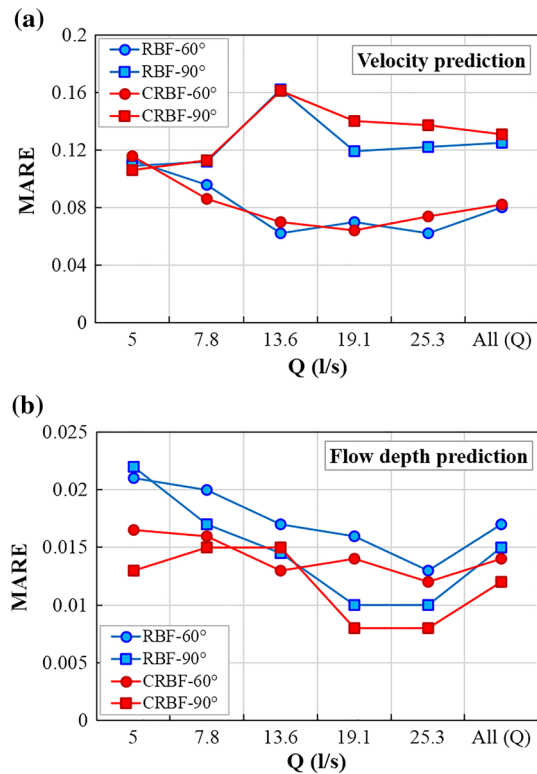 (a)
0.2
0.16
0.12
0.08
0.04
0
MARE
RBF-60°
RBF-90°
CRBF-60°
CRBF-90°
Velocity prediction
5 7.8 13.6 19.1 25.3 All (Q)
Q (l/s)
(b)
0.025
0.02
0.015
0.01
0.005
0
MARE
Flow depth prediction
RBF-60°
RBF-90°
CRBF-60°
CRBF-90°
5 7.8 13.6 19.1 25.3 All (Q)
Q (l/s)